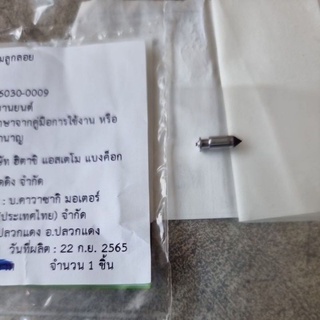 มลูกลอย
6030-0009
านยนต์
าษาจากคู่มือการใช้งาน หรือ
านาญ
ษัท ฮิตาชิ แอสเตโม แบงค็อก
ดดิง จำกัด
: บ.คาวาซากิ มอเตอร์
(ประเทศไทย) จำกัด
.ปลวกแดง อ.ปลวกแดง
วันที่ผลิต : 22 ก.ย. 2565
จำนวน 1 ชิ้น